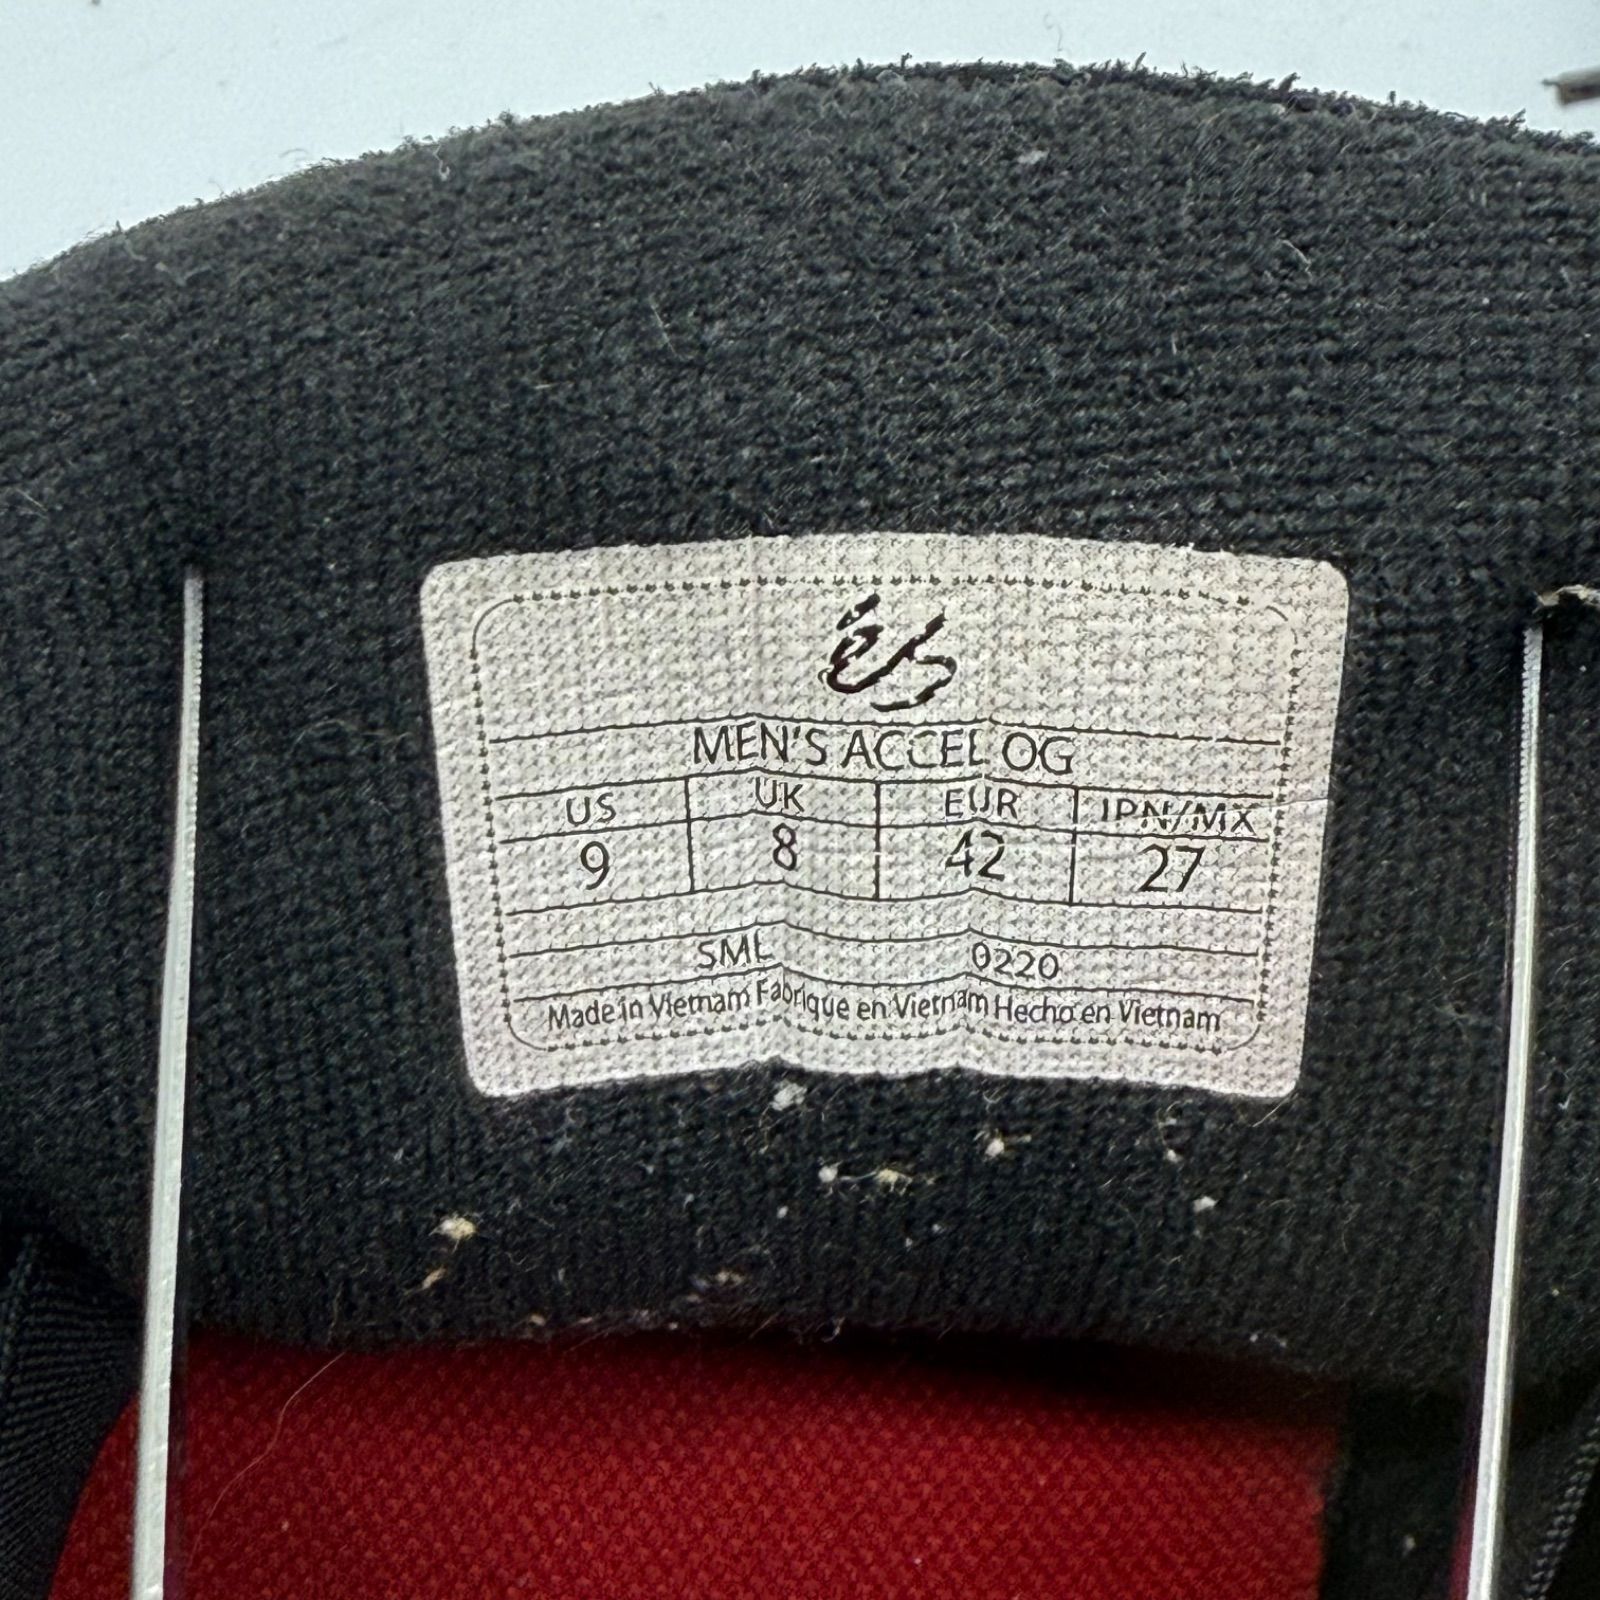 éS
MEN'S ACCEL OG
US UK EUR JPN/MX
9 8 42 27
SML 0220
Made in Vietnam Fabrique en Vietnam Hecho en Vietnam